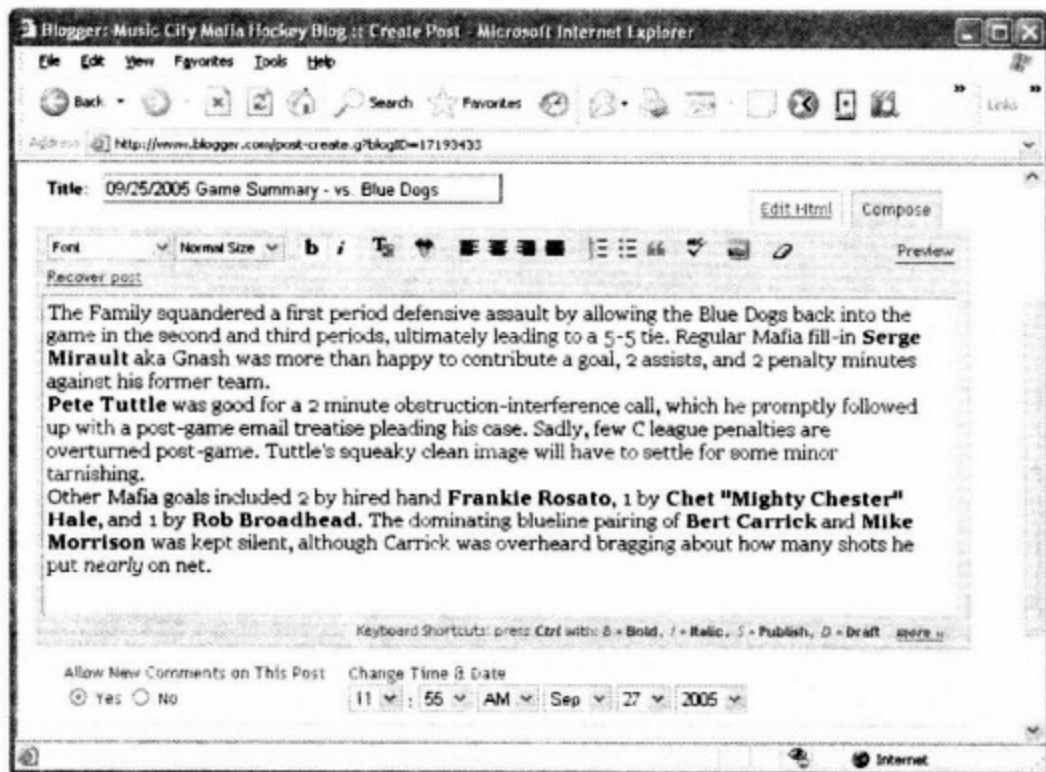 Blogger: Music City Mafia Hockey Blog :: Create Post - Microsoft Internet Explorer
File Edit View Favorites Tools Help
Back Search Favorites Links
Address http://www.blogger.com/post-create.g?blogID=17193433
Title: 09/25/2005 Game Summary - vs. Blue Dogs
Edit Html Compose
Font Normal Size b i Preview
Recover post
The Family squandered a first period defensive assault by allowing the Blue Dogs back into the
game in the second and third periods, ultimately leading to a 5-5 tie. Regular Mafia fill-in Serge
Mirault aka Gnash was more than happy to contribute a goal, 2 assists, and 2 penalty minutes
against his former team.
Pete Tuttle was good for a 2 minute obstruction-interference call, which he promptly followed
up with a post-game email treatise pleading his case. Sadly, few C league penalties are
overturned post-game. Tuttle's squeaky clean image will have to settle for some minor
tarnishing.
Other Mafia goals included 2 by hired hand Frankie Rosato, 1 by Chet "Mighty Chester"
Hale, and 1 by Rob Broadhead. The dominating blueline pairing of Bert Carrick and Mike
Morrison was kept silent, although Carrick was overheard bragging about how many shots he
put nearly on net.
Keyboard Shortcuts: press Ctrl with: B = Bold, I = Italic, S = Publish, D = Draft more »
Allow New Comments on This Post Change Time & Date
Yes No 11 : 55 AM Sep 27 2005
Internet